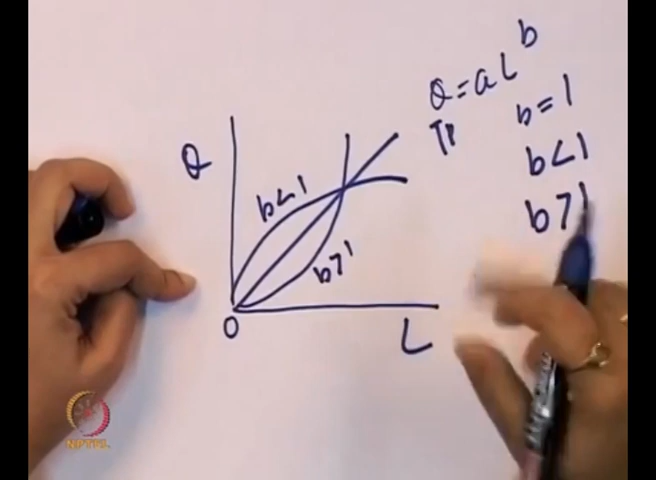 Q = aL^b
TP
b = 1
b < 1
b > 1
Q
b < 1
b > 1
O
L
NPTEL